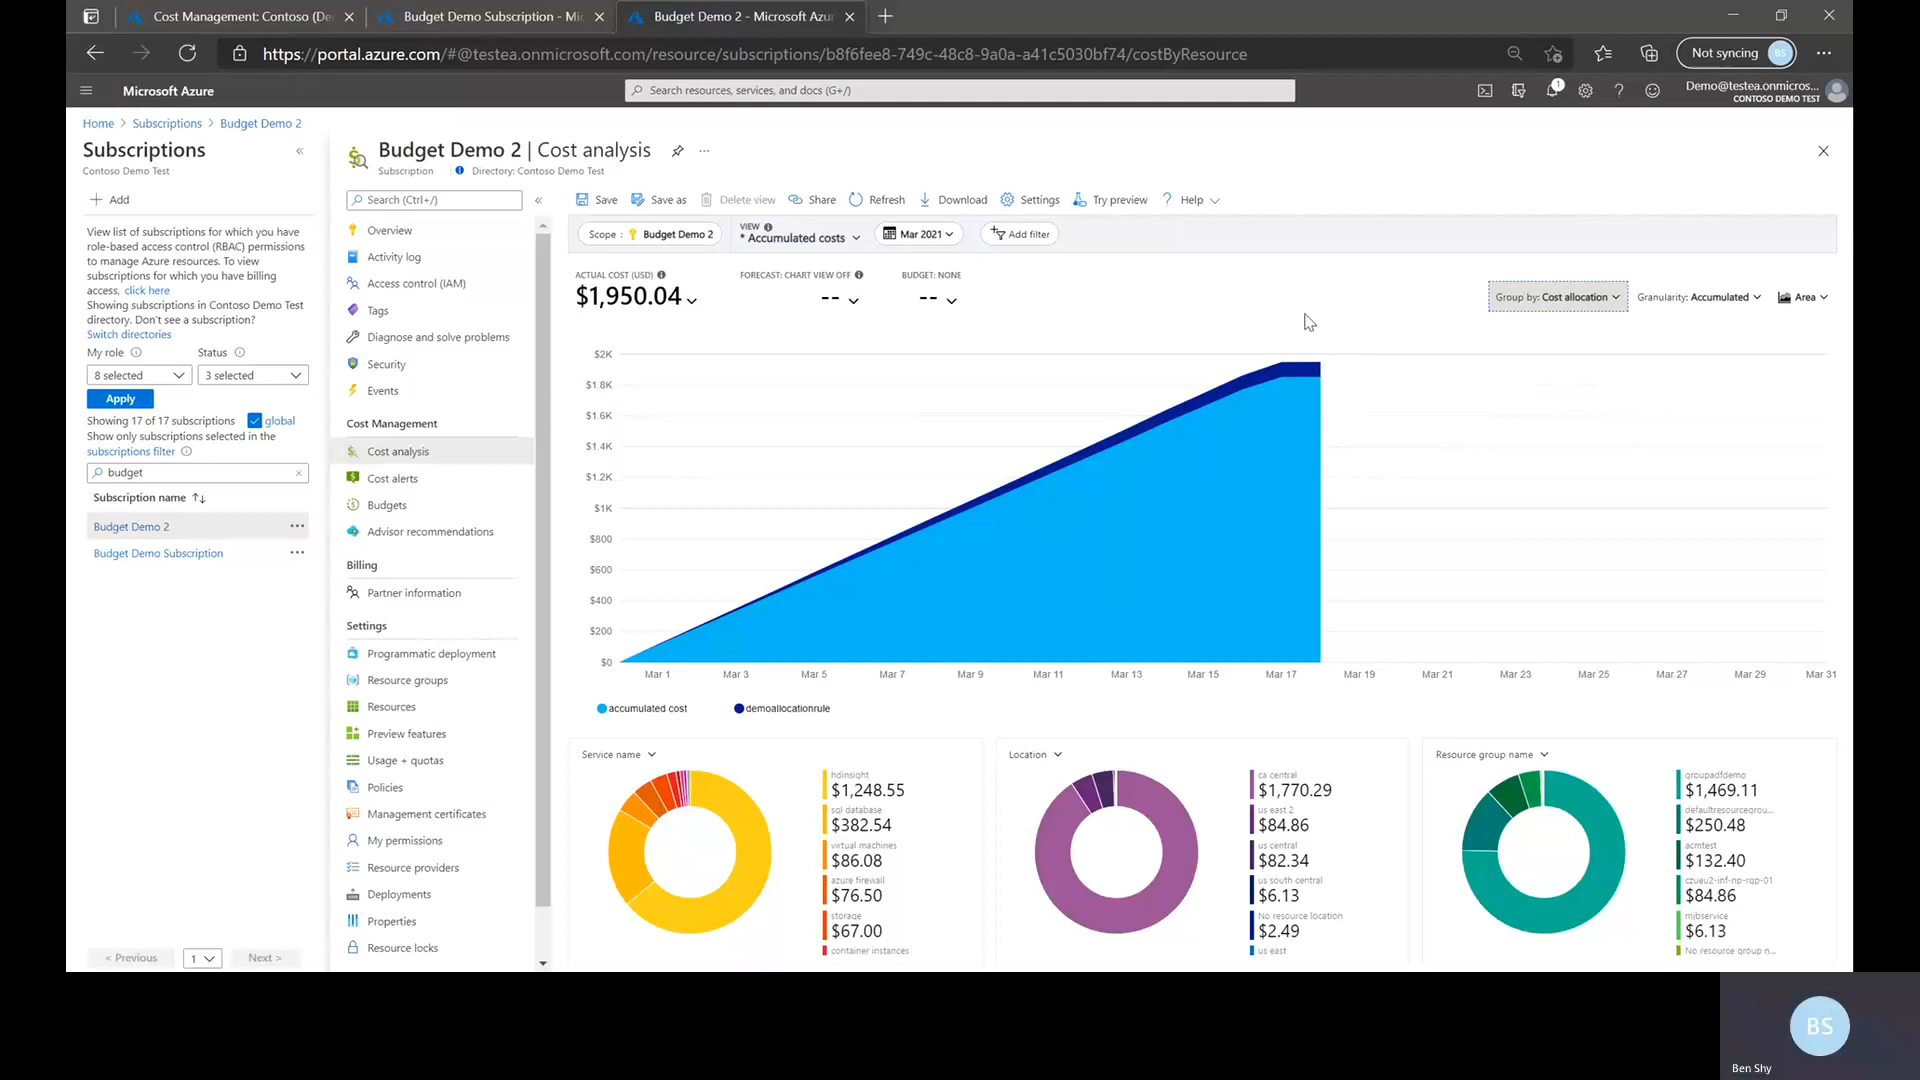 Cost Management: Contoso (De
Budget Demo Subscription - Mi
Budget Demo 2 - Microsoft Azu
https://portal.azure.com/#@testea.onmicrosoft.com/resource/subscriptions/b8f6fee8-749c-48c8-9a0a-a41c5030bf74/costByResource
Not syncing
BS
Microsoft Azure
Search resources, services, and docs (G+/)
1
Demo@testea.onmicros...
CONTOSO DEMO TEST
Home > Subscriptions > Budget Demo 2
Subscriptions
Contoso Demo Test
Add
View list of subscriptions for which you have
role-based access control (RBAC) permissions
to manage Azure resources. To view
subscriptions for which you have billing
access, click here
Showing subscriptions in Contoso Demo Test
directory. Don't see a subscription?
Switch directories
My role
Status
8 selected
3 selected
Apply
Showing 17 of 17 subscriptions
global
Show only subscriptions selected in the
subscriptions filter
budget
Subscription name
Budget Demo 2
Budget Demo Subscription
< Previous
1
Next >
Budget Demo 2 | Cost analysis
Subscription
Directory: Contoso Demo Test
Search (Ctrl+/)
Overview
Activity log
Access control (IAM)
Tags
Diagnose and solve problems
Security
Events
Cost Management
Cost analysis
Cost alerts
Budgets
Advisor recommendations
Billing
Partner information
Settings
Programmatic deployment
Resource groups
Resources
Preview features
Usage + quotas
Policies
Management certificates
My permissions
Resource providers
Deployments
Properties
Resource locks
Save
Save as
Delete view
Share
Refresh
Download
Settings
Try preview
Help
Scope : Budget Demo 2
VIEW
* Accumulated costs
Mar 2021
Add filter
ACTUAL COST (USD)
$1,950.04
FORECAST: CHART VIEW OFF
--
BUDGET: NONE
--
Group by: Cost allocation
Granularity: Accumulated
Area
$2K
$1.8K
$1.6K
$1.4K
$1.2K
$1K
$800
$600
$400
$200
$0
Mar 1
Mar 3
Mar 5
Mar 7
Mar 9
Mar 11
Mar 13
Mar 15
Mar 17
Mar 19
Mar 21
Mar 23
Mar 25
Mar 27
Mar 29
Mar 31
accumulated cost
demoallocationrule
Service name
hdinsight
$1,248.55
sql database
$382.54
virtual machines
$86.08
azure firewall
$76.50
storage
$67.00
container instances
Location
ca central
$1,770.29
us east 2
$84.86
us central
$82.34
us south central
$6.13
No resource location
$2.49
us east
Resource group name
groupadfdemo
$1,469.11
defaultresourcegrou...
$250.48
acmtest
$132.40
czueu2-inf-np-rgp-01
$84.86
mjbservice
$6.13
No resource group n...
BS
Ben Shy